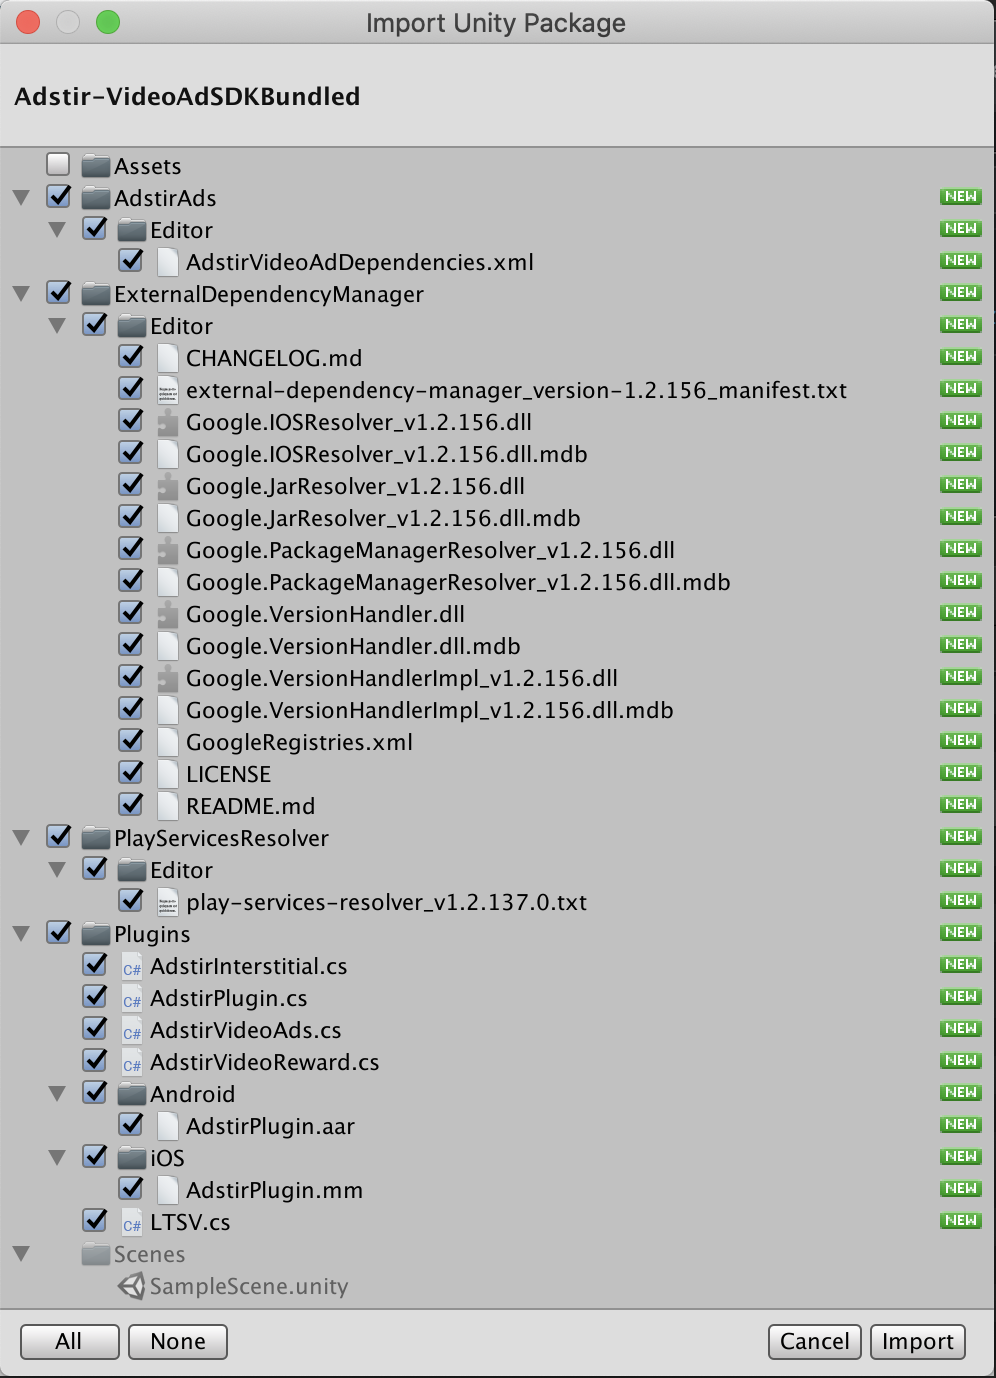 Import Unity Package
Adstir-VideoAdSDKBundled
Assets
AdstirAds NEW
Editor NEW
AdstirVideoAdDependencies.xml NEW
ExternalDependencyManager NEW
Editor NEW
CHANGELOG.md NEW
external-dependency-manager_version-1.2.156_manifest.txt NEW
Google.IOSResolver_v1.2.156.dll NEW
Google.IOSResolver_v1.2.156.dll.mdb NEW
Google.JarResolver_v1.2.156.dll NEW
Google.JarResolver_v1.2.156.dll.mdb NEW
Google.PackageManagerResolver_v1.2.156.dll NEW
Google.PackageManagerResolver_v1.2.156.dll.mdb NEW
Google.VersionHandler.dll NEW
Google.VersionHandler.dll.mdb NEW
Google.VersionHandlerImpl_v1.2.156.dll NEW
Google.VersionHandlerImpl_v1.2.156.dll.mdb NEW
GoogleRegistries.xml NEW
LICENSE NEW
README.md NEW
PlayServicesResolver NEW
Editor NEW
play-services-resolver_v1.2.137.0.txt NEW
Plugins NEW
C# AdstirInterstitial.cs NEW
C# AdstirPlugin.cs NEW
C# AdstirVideoAds.cs NEW
C# AdstirVideoReward.cs NEW
Android NEW
AdstirPlugin.aar NEW
iOS NEW
AdstirPlugin.mm NEW
C# LTSV.cs NEW
Scenes
SampleScene.unity
All None Cancel Import